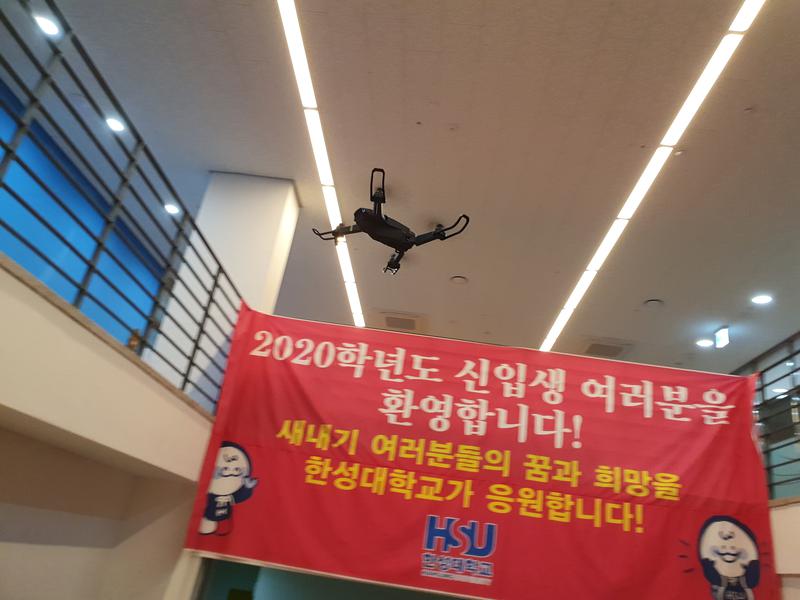 2020학년도 신입생 여러분을
환영합니다!
새내기 여러분들의 꿈과 희망을
한성대학교가 응원합니다!
HSU
한성대학교